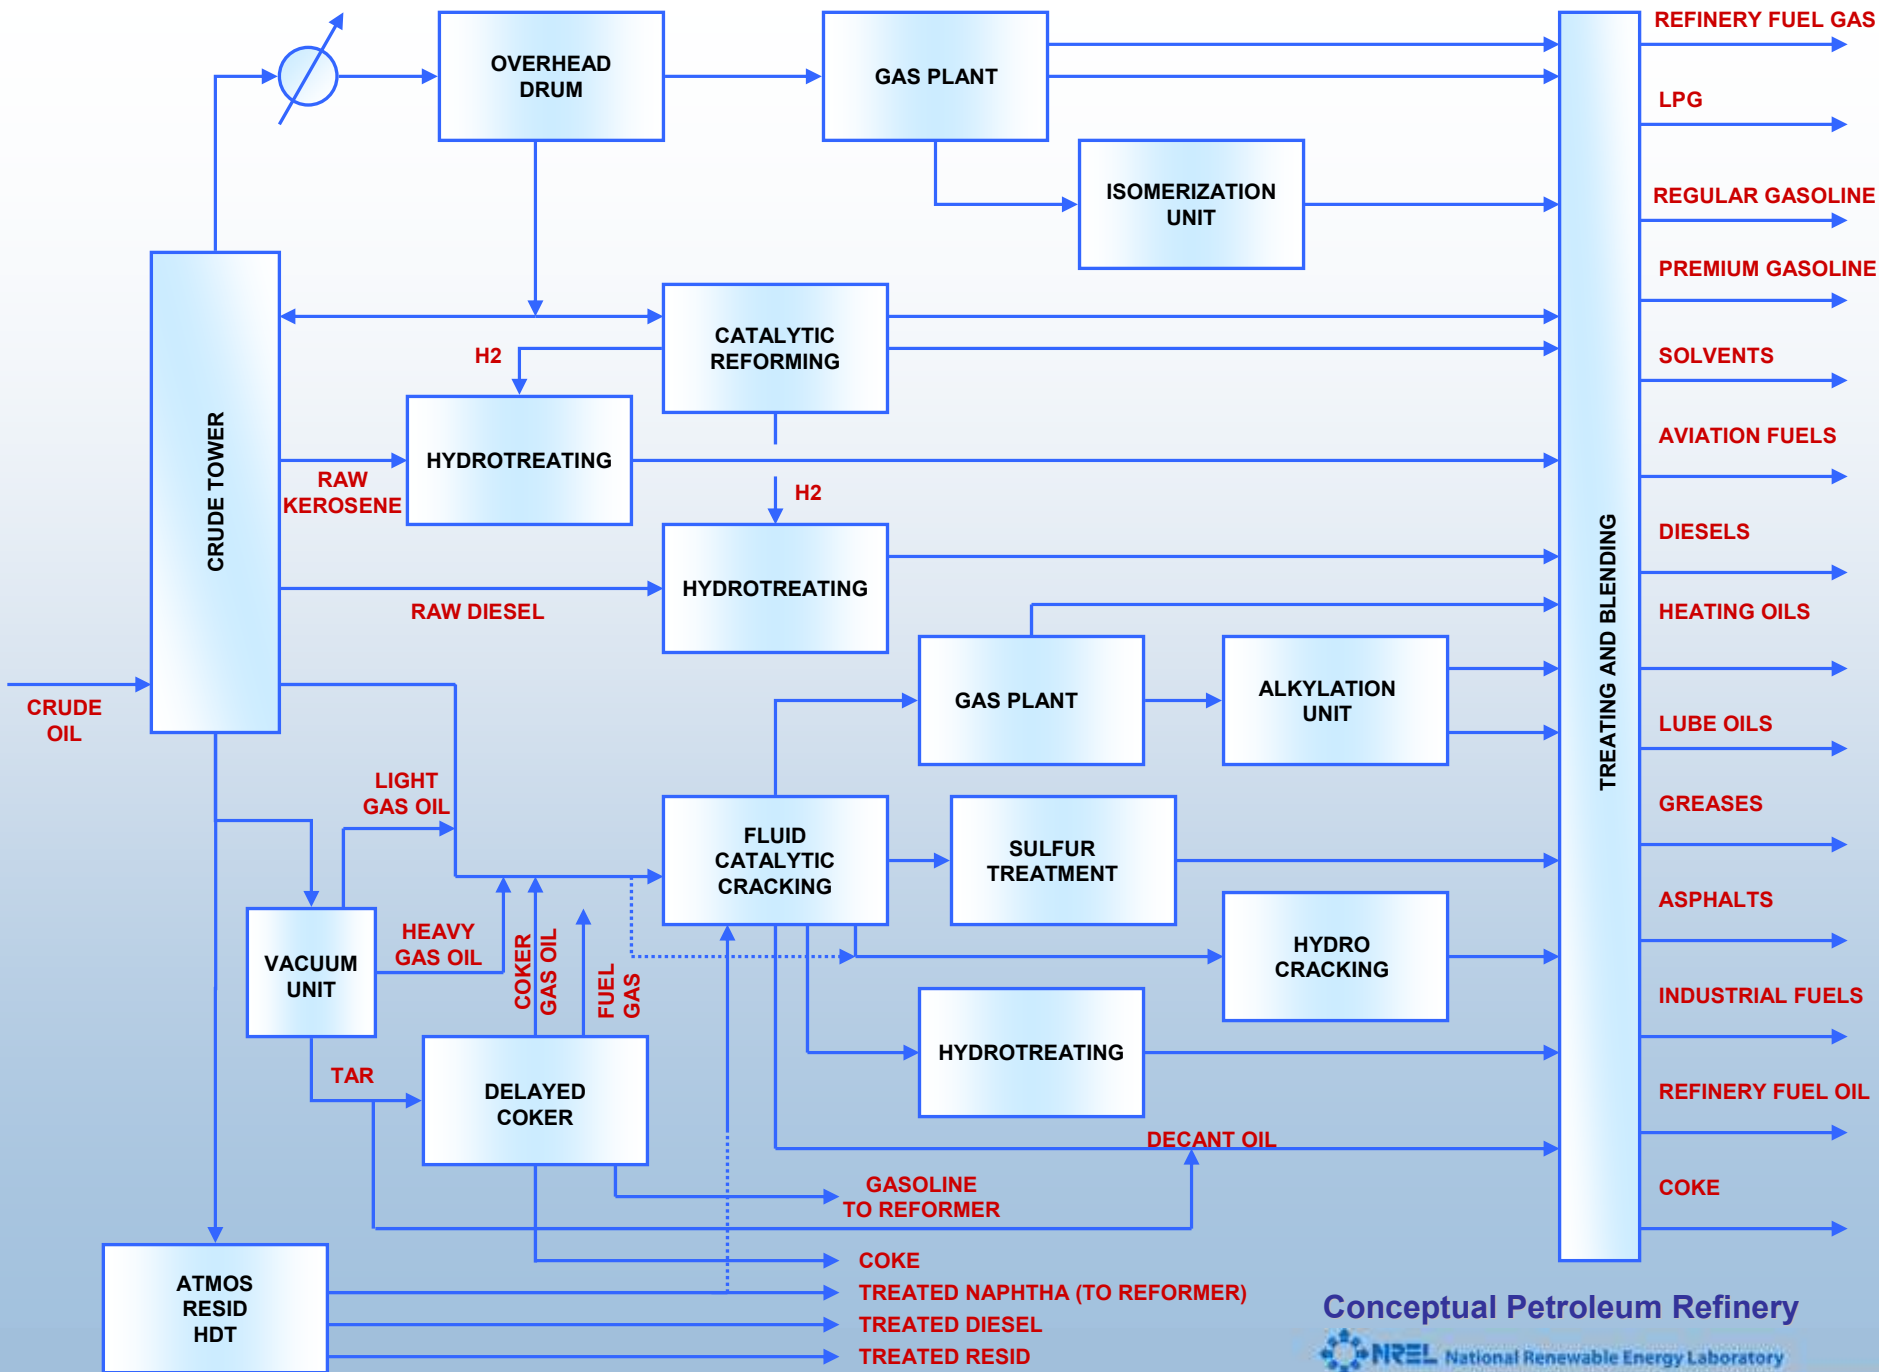 REFINERY FUEL GAS
OVERHEAD
DRUM
GAS PLANT
LPG
ISOMERIZATION
UNIT
REGULAR GASOLINE
PREMIUM GASOLINE
CATALYTIC
REFORMING
H2
SOLVENTS
CRUDE TOWER
HYDROTREATING
RAW
KEROSENE
AVIATION FUELS
H2
DIESELS
HYDROTREATING
RAW DIESEL
HEATING OILS
TREATING AND BLENDING
GAS PLANT
ALKYLATION
UNIT
CRUDE
OIL
LUBE OILS
LIGHT
GAS OIL
GREASES
FLUID
CATALYTIC
CRACKING
SULFUR
TREATMENT
ASPHALTS
HEAVY
GAS OIL
COKER
GAS OIL
FUEL
GAS
VACUUM
UNIT
HYDRO
CRACKING
INDUSTRIAL FUELS
HYDROTREATING
TAR
DELAYED
COKER
REFINERY FUEL OIL
DECANT OIL
GASOLINE
TO REFORMER
COKE
COKE
ATMOS
RESID
HDT
TREATED NAPHTHA (TO REFORMER)
TREATED DIESEL
TREATED RESID
Conceptual Petroleum Refinery
NREL National Renewable Energy Laboratory